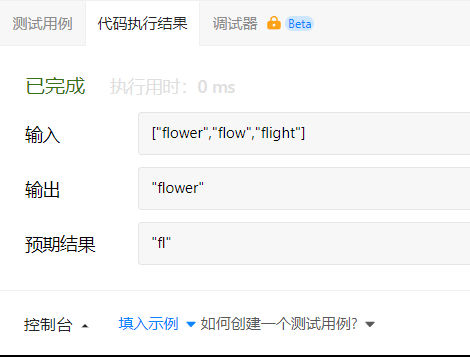 测试用例 代码执行结果 调试器 Beta
已完成 执行用时：0 ms
输入 ["flower","flow","flight"]
输出 "flower"
预期结果 "fl"
控制台 填入示例 如何创建一个测试用例?